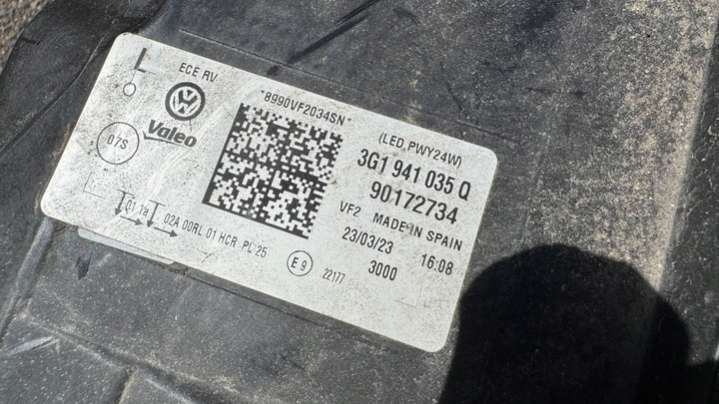 L
ECE RV
Valeo
07S
*8990VF2034SN*
(LED,PWY24W)
3G1 941 035 Q
90172734
VF2 MADE IN SPAIN
23/03/23 16:08
3000
01 1B 02A 00RL 01 HCR PL 25
E9 22177